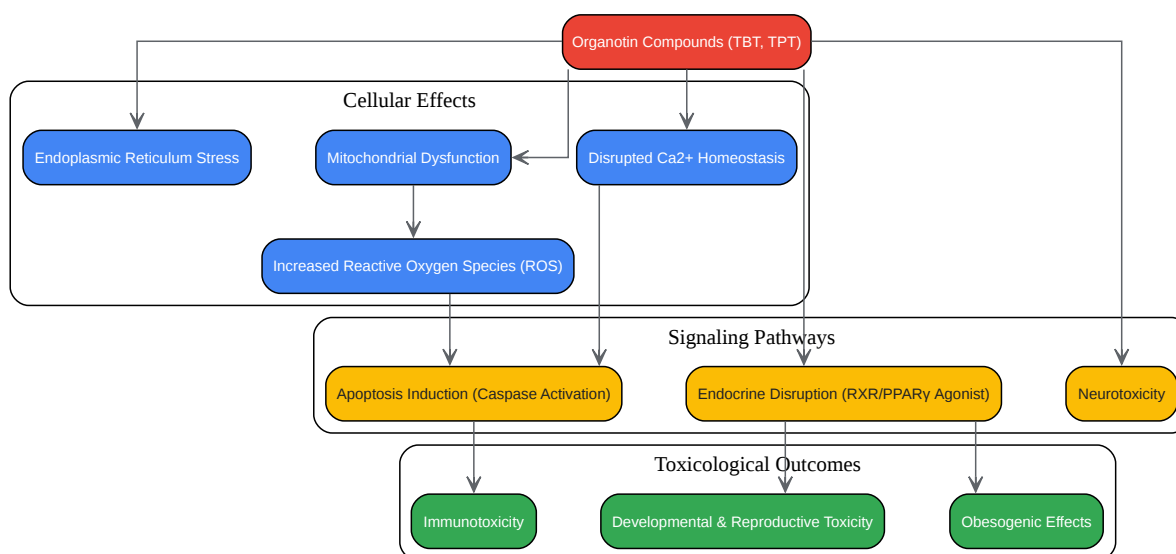 Organotin Compounds (TBT, TPT)
Cellular Effects
Endoplasmic Reticulum Stress
Mitochondrial Dysfunction
Disrupted Ca2+ Homeostasis
Increased Reactive Oxygen Species (ROS)
Signaling Pathways
Apoptosis Induction (Caspase Activation)
Endocrine Disruption (RXR/PPARγ Agonist)
Neurotoxicity
Toxicological Outcomes
Immunotoxicity
Developmental & Reproductive Toxicity
Obesogenic Effects